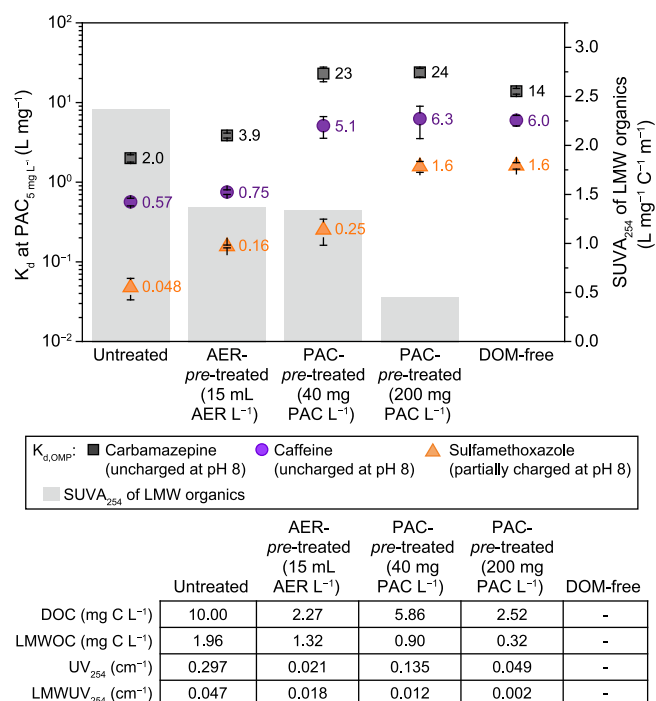 10²
10¹
10⁰
10⁻¹
10⁻²
K_d at PAC_5 mg L⁻ (L mg⁻¹)
3.0
2.5
2.0
1.5
1.0
0.5
0.0
SUVA₂₅₄ of LMW organics
(L mg⁻¹ C⁻¹ m⁻¹)
2.0
0.57
0.048
3.9
0.75
0.16
23
5.1
0.25
24
6.3
1.6
14
6.0
1.6
Untreated
AER-
pre-treated
(15 mL
AER L⁻¹)
PAC-
pre-treated
(40 mg
PAC L⁻¹)
PAC-
pre-treated
(200 mg
PAC L⁻¹)
DOM-free
K_d,OMP: Carbamazepine Caffeine Sulfamethoxazole
(uncharged at pH 8) (uncharged at pH 8) (partially charged at pH 8)
SUVA₂₅₄ of LMW organics
Untreated
AER-
pre-treated
(15 mL
AER L⁻¹)
PAC-
pre-treated
(40 mg
PAC L⁻¹)
PAC-
pre-treated
(200 mg
PAC L⁻¹)
DOM-free
DOC (mg C L⁻¹) 10.00 2.27 5.86 2.52 -
LMWOC (mg C L⁻¹) 1.96 1.32 0.90 0.32 -
UV₂₅₄ (cm⁻¹) 0.297 0.021 0.135 0.049 -
LMWUV₂₅₄ (cm⁻¹) 0.047 0.018 0.012 0.002 -